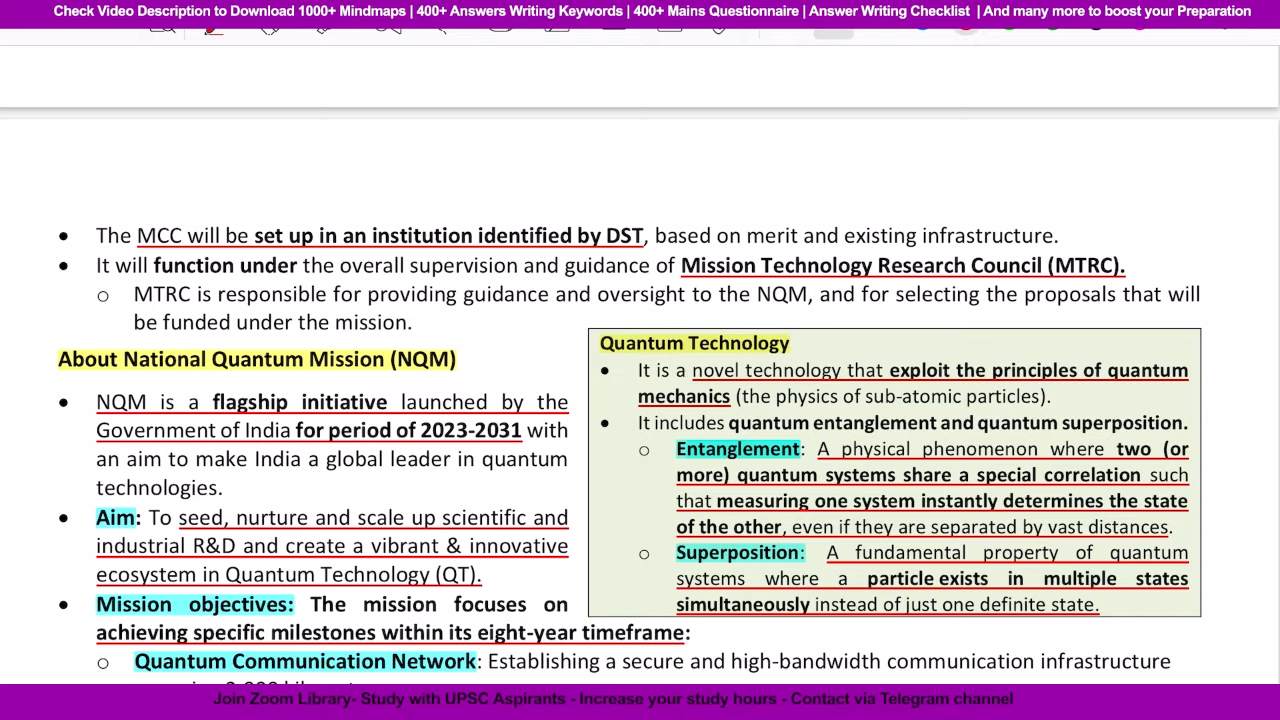 Check Video Description to Download 1000+ Mindmaps | 400+ Answers Writing Keywords | 400+ Mains Questionnaire | Answer Writing Checklist | And many more to boost your Preparation
• The MCC will be set up in an institution identified by DST, based on merit and existing infrastructure.
• It will function under the overall supervision and guidance of Mission Technology Research Council (MTRC).
o MTRC is responsible for providing guidance and oversight to the NQM, and for selecting the proposals that will
be funded under the mission.
About National Quantum Mission (NQM)
• NQM is a flagship initiative launched by the
Government of India for period of 2023-2031 with
an aim to make India a global leader in quantum
technologies.
• Aim: To seed, nurture and scale up scientific and
industrial R&D and create a vibrant & innovative
ecosystem in Quantum Technology (QT).
• Mission objectives: The mission focuses on
achieving specific milestones within its eight-year timeframe:
o Quantum Communication Network: Establishing a secure and high-bandwidth communication infrastructure
Quantum Technology
• It is a novel technology that exploit the principles of quantum
mechanics (the physics of sub-atomic particles).
• It includes quantum entanglement and quantum superposition.
o Entanglement: A physical phenomenon where two (or
more) quantum systems share a special correlation such
that measuring one system instantly determines the state
of the other, even if they are separated by vast distances.
o Superposition: A fundamental property of quantum
systems where a particle exists in multiple states
simultaneously instead of just one definite state.
Join Zoom Library- Study with UPSC Aspirants - Increase your study hours - Contact via Telegram channel